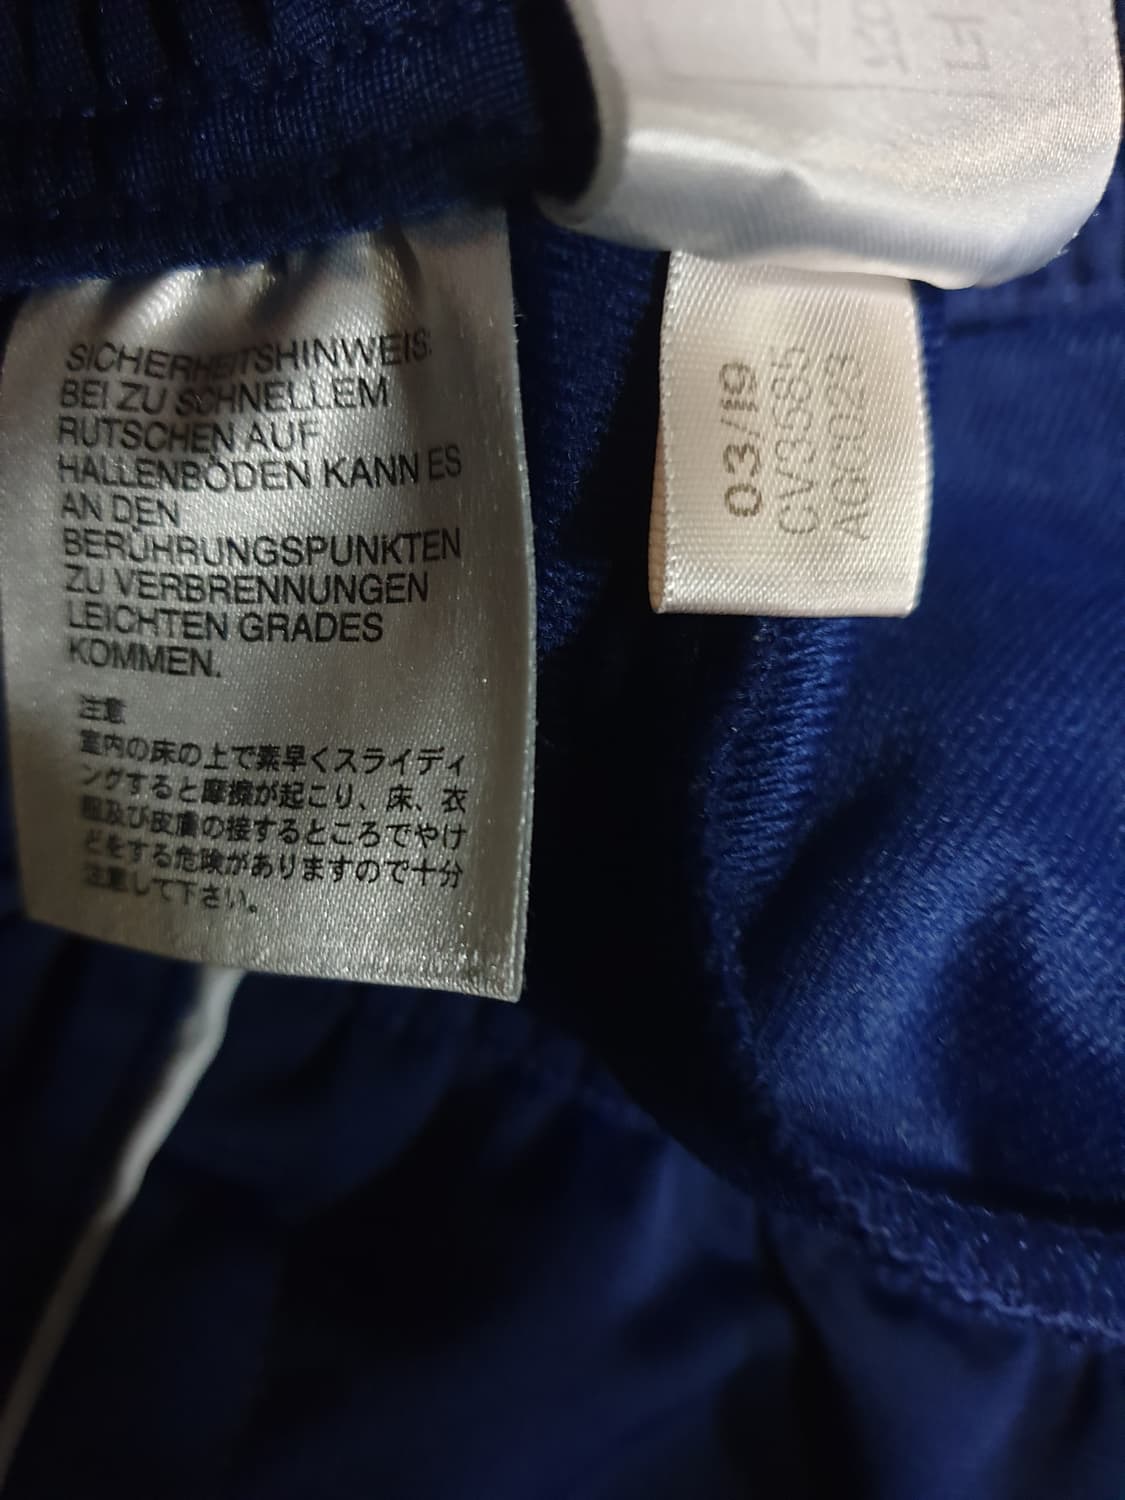 SICHERHEITSHINWEIS:
BEI ZU SCHNELLEM
RUTSCHEN AUF
HALLENBÖDEN KANN ES
AN DEN
BERÜHRUNGSPUNKTEN
ZU VERBRENNUNGEN
LEICHTEN GRADES
KOMMEN.
注意
室内の床の上で素早くスライディ
ングすると摩擦が起こり、床、衣
服及び皮膚の接するところでやけ
どをする危険がありますので十分
注意して下さい。
03/19
CV3585